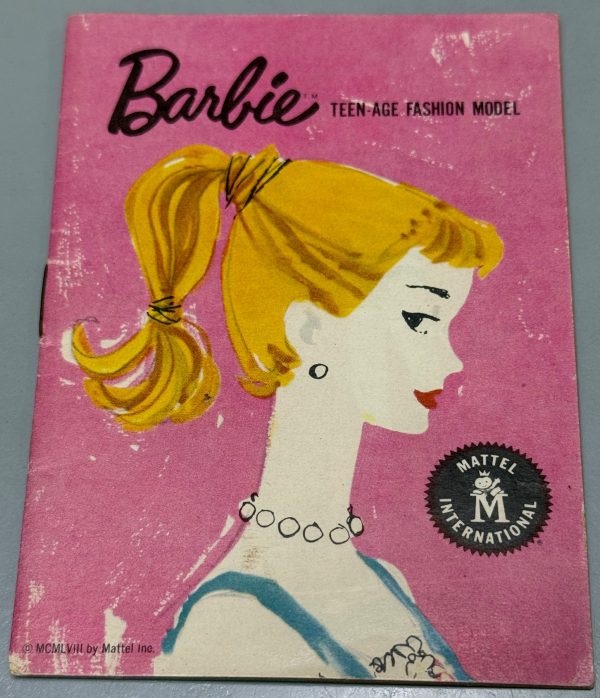 Barbie™ TEEN-AGE FASHION MODEL
MATTEL
M
INTERNATIONAL®
© MCMLVIII by Mattel Inc.